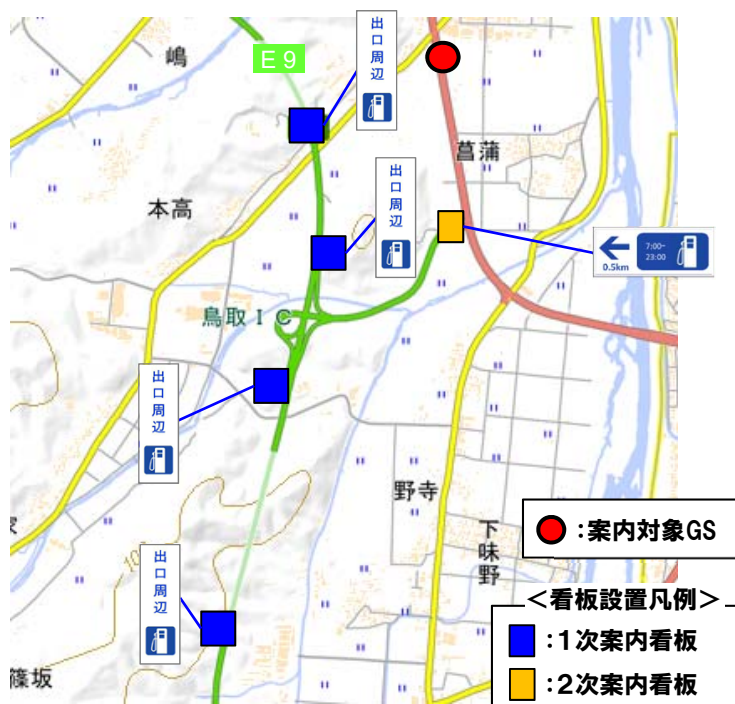 嶋
E9
出口周辺
菖蒲
本高
出口周辺
0.5km
7:00~
23:00
鳥取IC
出口周辺
野寺
下味野
出口周辺
篠坂
:案内対象GS
<看板設置凡例>
:1次案内看板
:2次案内看板